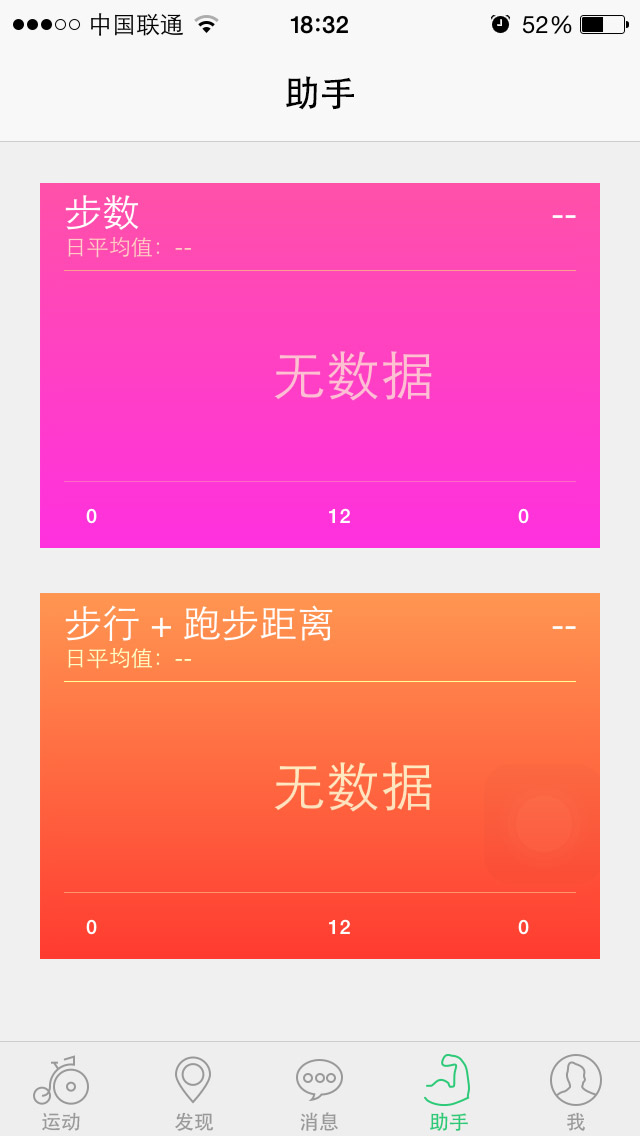 中国联通 18:32 52%
助手
步数 --
日平均值：--
无数据
0 12 0
步行 + 跑步距离 --
日平均值：--
无数据
0 12 0
运动 发现 消息 助手 我